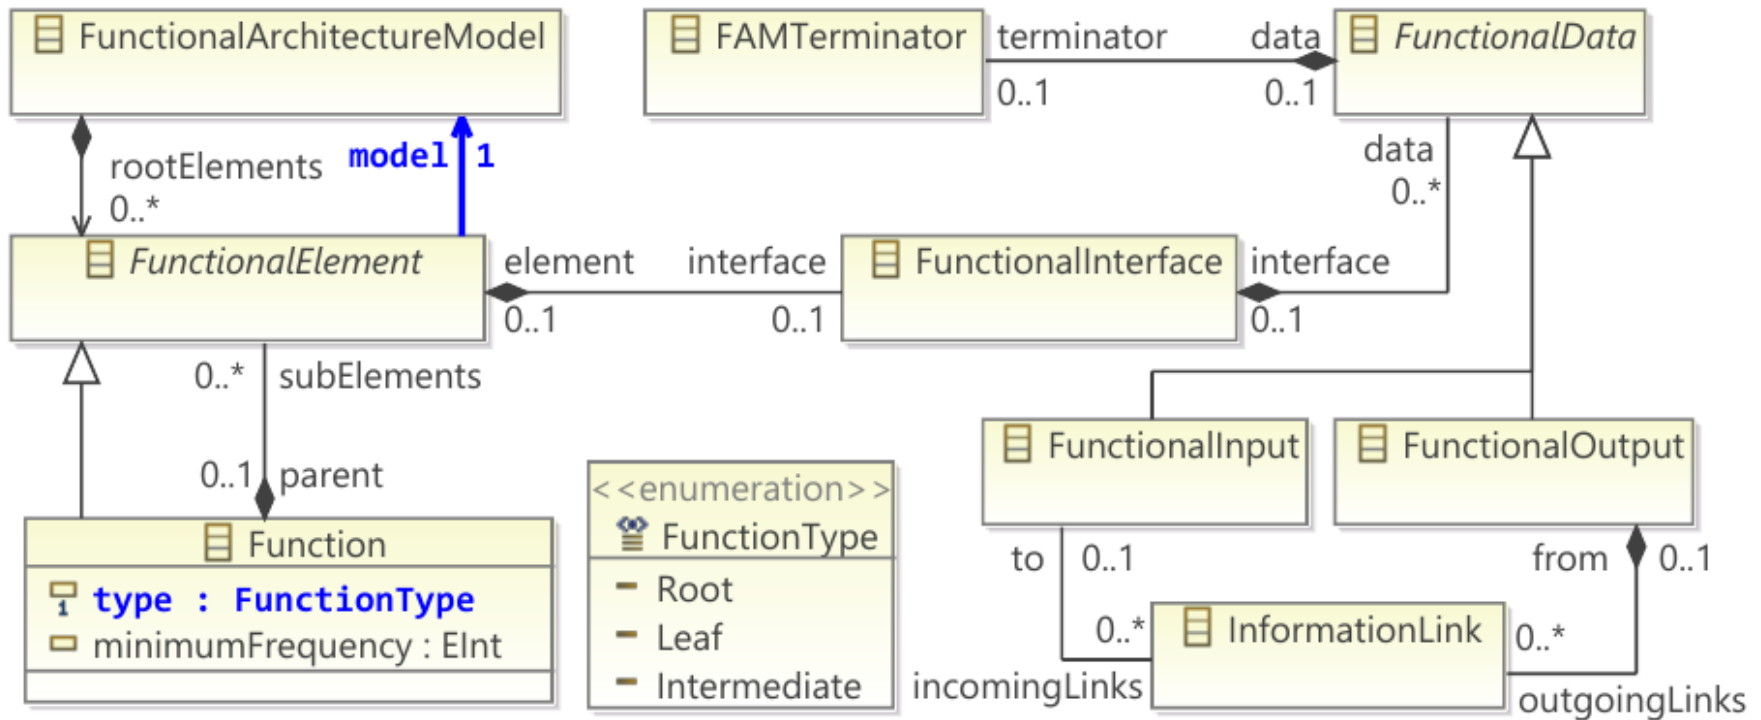 FunctionalArchitectureModel
FAMTerminator
terminator
0..1
data
0..1
FunctionalData
rootElements
0..*
model 1
data
0..*
FunctionalElement
element
0..1
interface
0..1
FunctionalInterface
interface
0..1
0..* subElements
0..1 parent
FunctionalInput
FunctionalOutput
<<enumeration>>
FunctionType
Root
Leaf
Intermediate
Function
1 type : FunctionType
minimumFrequency : EInt
to 0..1
from 0..1
0..*
incomingLinks
InformationLink
0..*
outgoingLinks